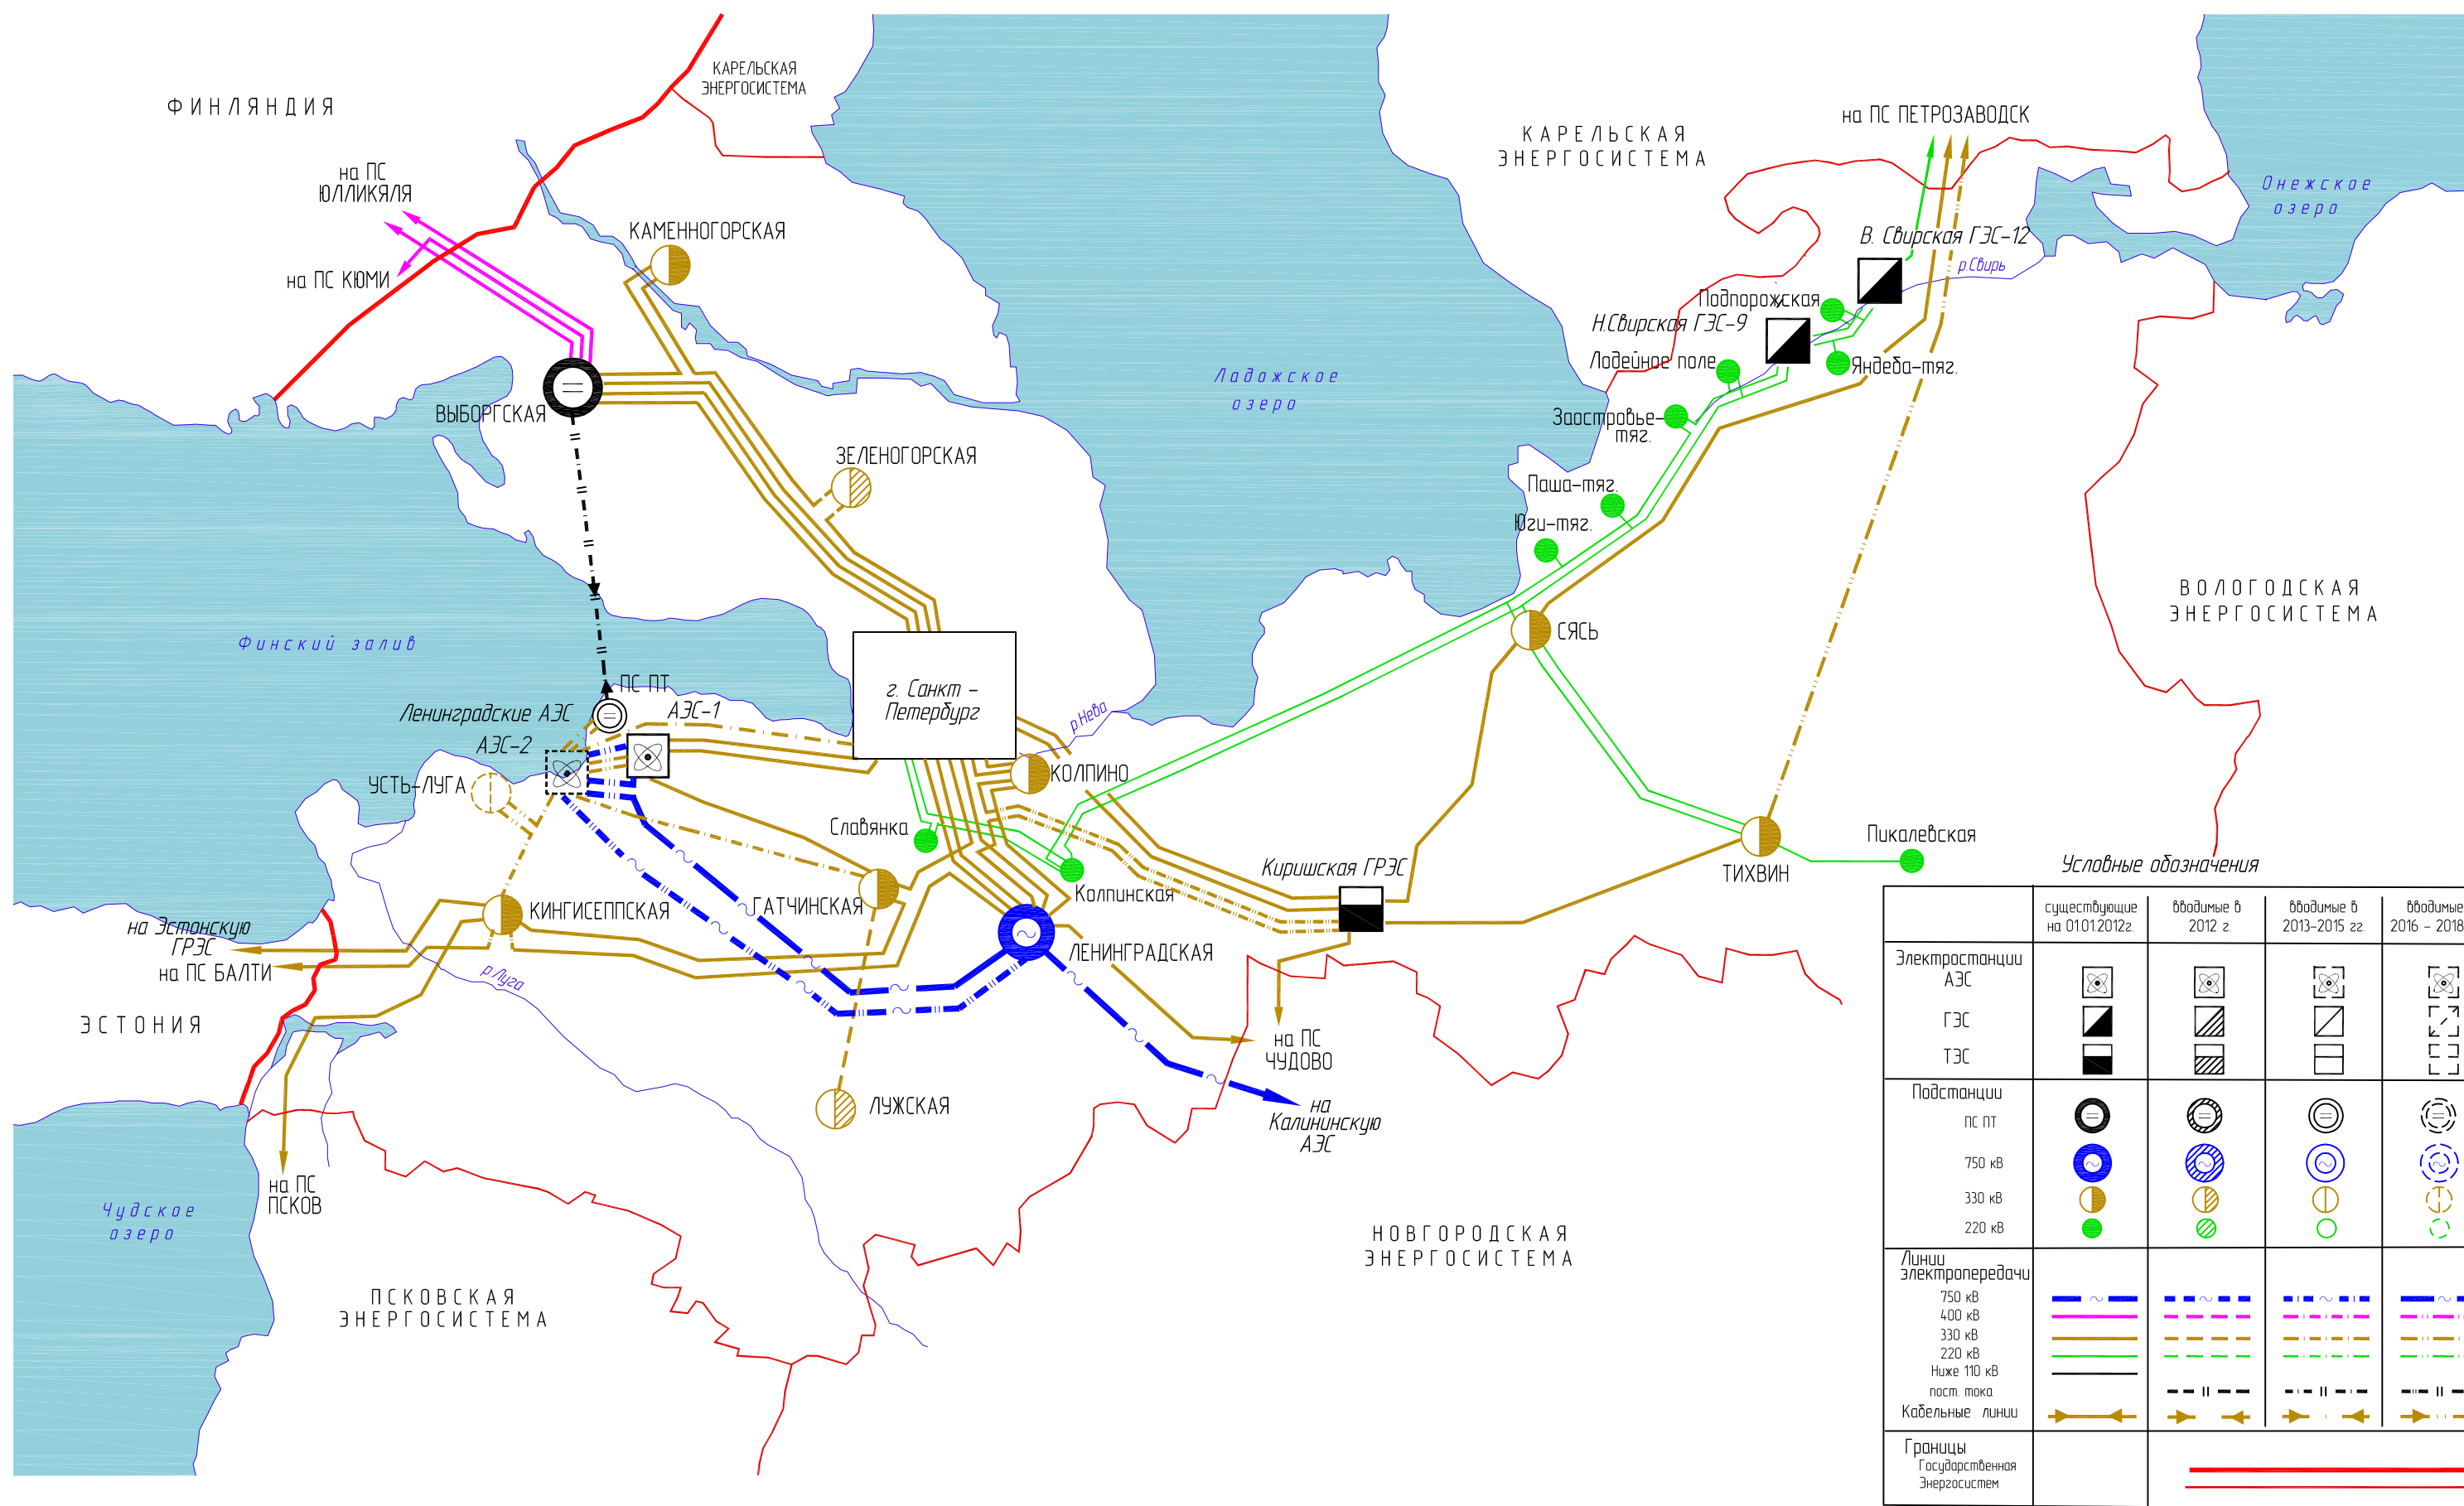 КАРЕЛЬСКАЯ
ЭНЕРГОСИСТЕМА
ФИНЛЯНДИЯ
на ПС
ЮЛЛИКЯЛЯ
на ПС КЮМИ
КАМЕННОГОРСКАЯ
ВЫБОРГСКАЯ
ЗЕЛЕНОГОРСКАЯ
КАРЕЛЬСКАЯ
ЭНЕРГОСИСТЕМА
на ПС ПЕТРОЗАВОДСК
Онежское
озеро
В. Свирская ГЭС-12
р.Свирь
Подпорожская
Н.Свирская ГЭС-9
Лодейное поле
Яндеба-тяг.
Заостровье-
тяг.
Паша-тяг.
Юги-тяг.
Ладожское
озеро
СЯСЬ
ВОЛОГОДСКАЯ
ЭНЕРГОСИСТЕМА
Финский залив
ПС ПТ
Ленинградские АЭС
АЭС-1
АЭС-2
г. Санкт -
Петербург
р.Нева
УСТЬ-ЛУГА
КОЛПИНО
Славянка
Колпинская
Киришская ГРЭС
ТИХВИН
Пикалевская
КИНГИСЕППСКАЯ
ГАТЧИНСКАЯ
ЛЕНИНГРАДСКАЯ
на Эстонскую
ГРЭС
на ПС БАЛТИ
р.Луга
ЭСТОНИЯ
на ПС
ЧУДОВО
ЛУЖСКАЯ
на
Калининскую
АЭС
на ПС
ПСКОВ
Чудское
озеро
ПСКОВСКАЯ
ЭНЕРГОСИСТЕМА
НОВГОРОДСКАЯ
ЭНЕРГОСИСТЕМА
Условные обозначения
существующие
на 01.01.2012г.
вводимые в
2012 г.
вводимые в
2013-2015 гг.
вводимые
2016 - 2018
Электростанции
АЭС
ГЭС
ТЭС
Подстанции
ПС ПТ
750 кВ
330 кВ
220 кВ
Линии
электропередачи
750 кВ
400 кВ
330 кВ
220 кВ
Ниже 110 кВ
пост. тока
Кабельные линии
Границы
Государственная
Энергосистем